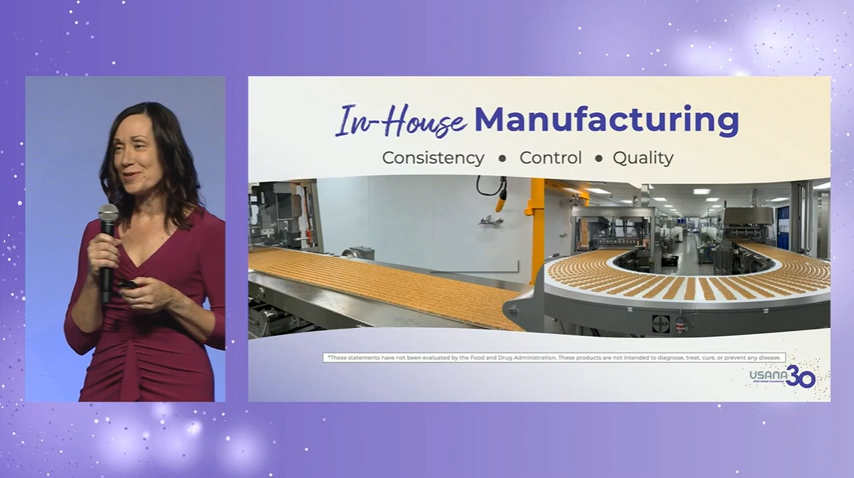 In-House Manufacturing
Consistency • Control • Quality
*These statements have not been evaluated by the Food and Drug Administration. These products are not intended to diagnose, treat, cure, or prevent any disease.
USANA 30